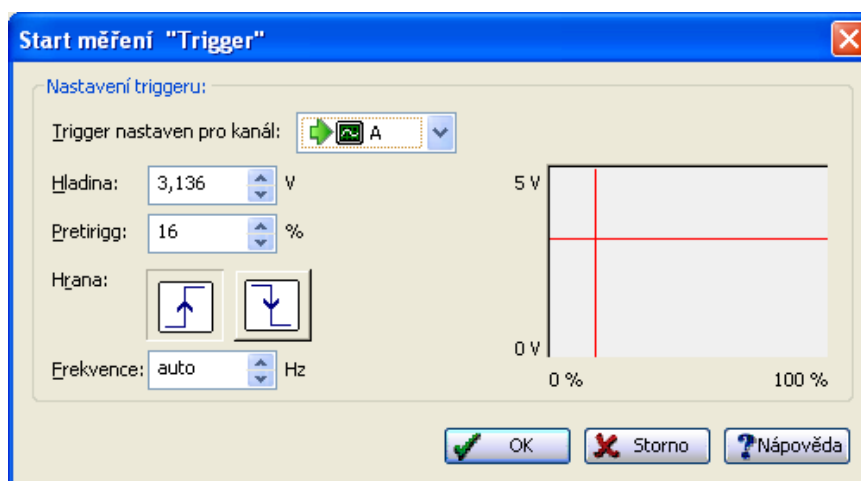 Start měření "Trigger"
Nastavení triggeru:
Trigger nastaven pro kanál: A
Hladina: 3,136 V
5 V
Pretirigg: 16 %
Hrana:
0 V
Frekvence: auto Hz
0 % 100 %
OK Storno Nápověda